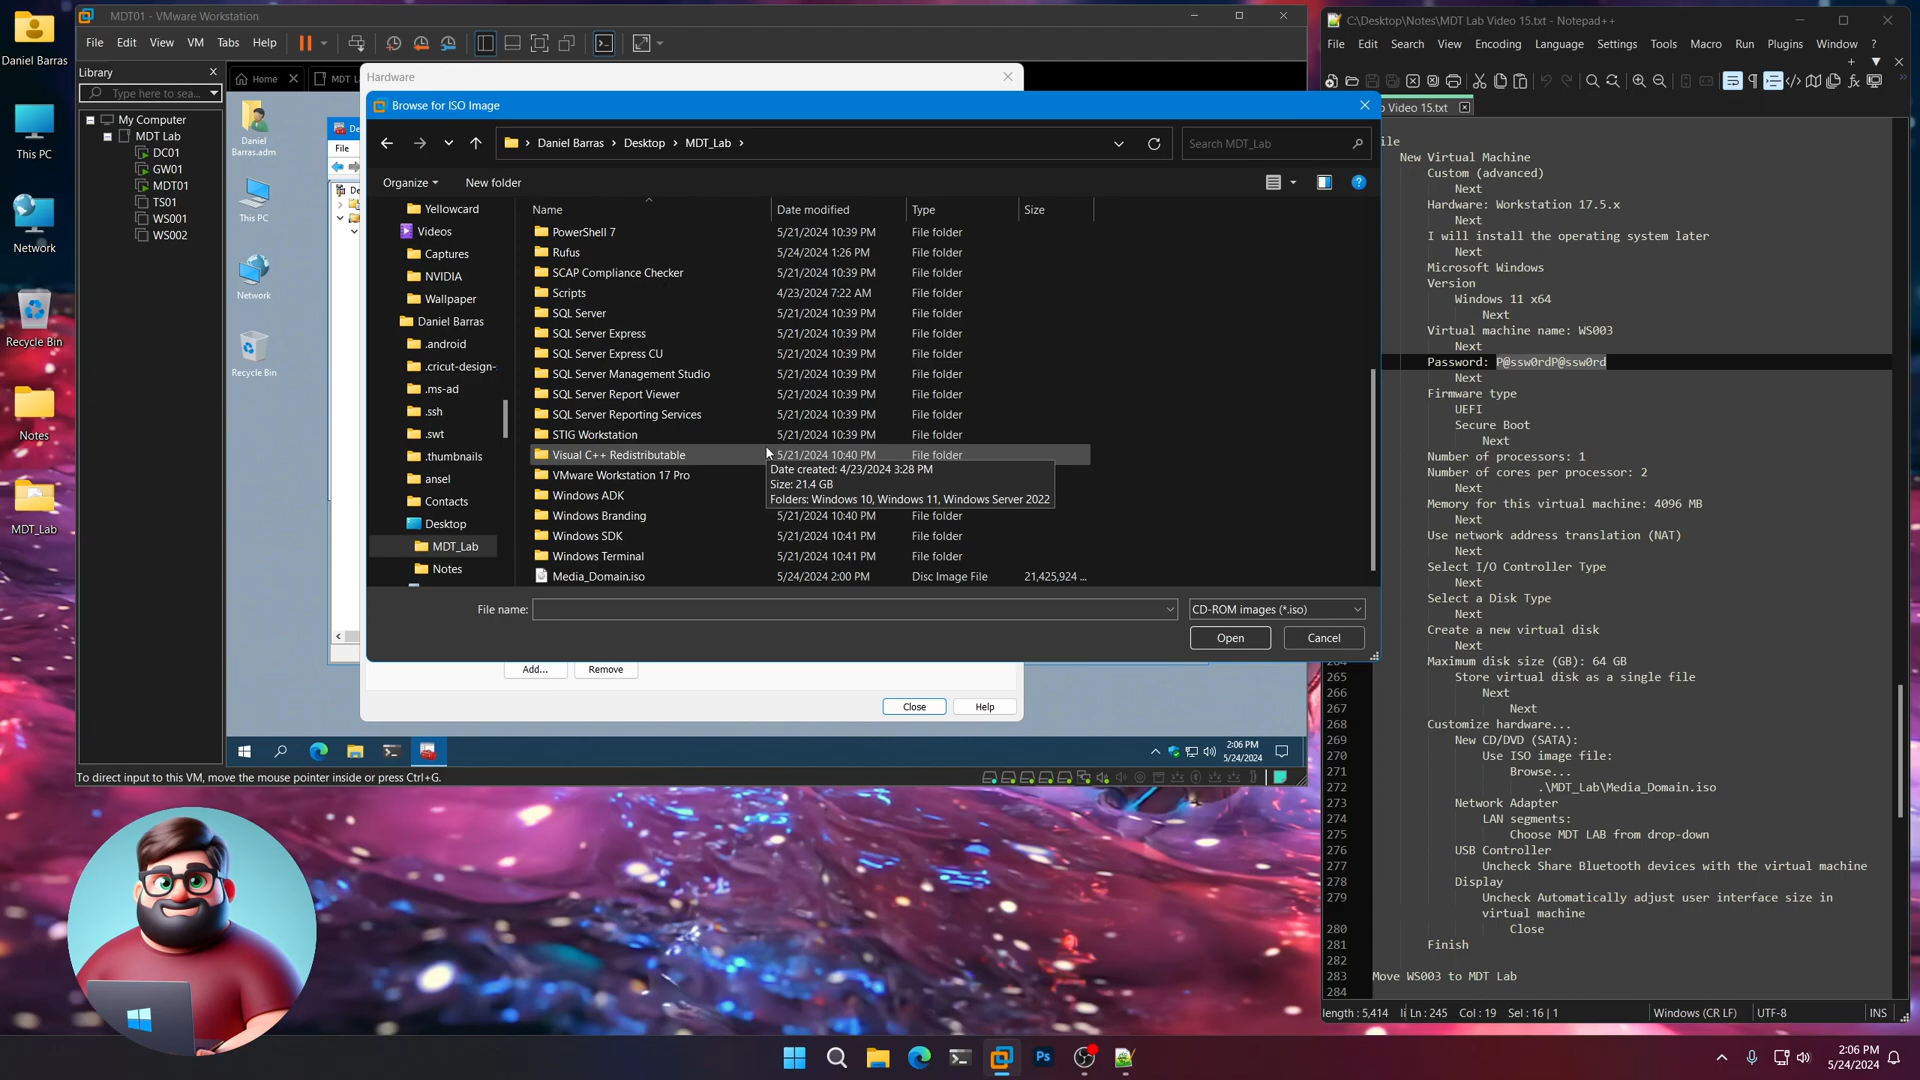 Daniel Barras
This PC
Network
Recycle Bin
Notes
MDT_Lab
MDT01 - VMware Workstation
File Edit View VM Tabs Help
Library
Type here to sea...
My Computer
MDT Lab
DC01
GW01
MDT01
TS01
WS001
WS002
Home
MDT L
Daniel
Barras.adm
This PC
Network
Recycle Bin
File
Hardware
Browse for ISO Image
Daniel Barras › Desktop › MDT_Lab ›
Search MDT_Lab
Organize
New folder
Yellowcard
Videos
Captures
NVIDIA
Wallpaper
Daniel Barras
.android
.cricut-design-
.ms-ad
.ssh
.swt
.thumbnails
ansel
Contacts
Desktop
MDT_Lab
Notes
Name Date modified Type Size
PowerShell 7 5/21/2024 10:39 PM File folder
Rufus 5/24/2024 1:26 PM File folder
SCAP Compliance Checker 5/21/2024 10:39 PM File folder
Scripts 4/23/2024 7:22 AM File folder
SQL Server 5/21/2024 10:39 PM File folder
SQL Server Express 5/21/2024 10:39 PM File folder
SQL Server Express CU 5/21/2024 10:39 PM File folder
SQL Server Management Studio 5/21/2024 10:39 PM File folder
SQL Server Report Viewer 5/21/2024 10:39 PM File folder
SQL Server Reporting Services 5/21/2024 10:39 PM File folder
STIG Workstation 5/21/2024 10:39 PM File folder
Visual C++ Redistributable 5/21/2024 10:40 PM File folder
VMware Workstation 17 Pro
Windows ADK
Date created: 4/23/2024 3:28 PM
Size: 21.4 GB
Folders: Windows 10, Windows 11, Windows Server 2022
Windows Branding 5/21/2024 10:40 PM File folder
Windows SDK 5/21/2024 10:41 PM File folder
Windows Terminal 5/21/2024 10:41 PM File folder
Media_Domain.iso 5/24/2024 2:00 PM Disc Image File 21,425,924 ...
File name:
CD-ROM images (*.iso)
Open
Cancel
Add...
Remove
Close
Help
2:06 PM
5/24/2024
To direct input to this VM, move the mouse pointer inside or press Ctrl+G.
C:\Desktop\Notes\MDT Lab Video 15.txt - Notepad++
File Edit Search View Encoding Language Settings Tools Macro Run Plugins Window ?
Video 15.txt
ile
New Virtual Machine
Custom (advanced)
Next
Hardware: Workstation 17.5.x
Next
I will install the operating system later
Next
Microsoft Windows
Version
Windows 11 x64
Next
Virtual machine name: WS003
Next
Password: P@ssw0rdP@ssw0rd
Next
Firmware type
UEFI
Secure Boot
Next
Number of processors: 1
Number of cores per processor: 2
Next
Memory for this virtual machine: 4096 MB
Next
Use network address translation (NAT)
Next
Select I/O Controller Type
Next
Select a Disk Type
Next
Create a new virtual disk
Next
264 Maximum disk size (GB): 64 GB
265 Store virtual disk as a single file
266 Next
267 Next
268 Customize hardware...
269 New CD/DVD (SATA):
270 Use ISO image file:
271 Browse...
272 .\MDT_Lab\Media_Domain.iso
273 Network Adapter
274 LAN segments:
275 Choose MDT LAB from drop-down
276 USB Controller
277 Uncheck Share Bluetooth devices with the virtual machine
278 Display
279 Uncheck Automatically adjust user interface size in
virtual machine
280 Close
281 Finish
282
283 Move WS003 to MDT Lab
284
length : 5,414 li Ln : 245 Col : 19 Sel : 16 | 1 Windows (CR LF) UTF-8 INS
Ps
2:06 PM
5/24/2024